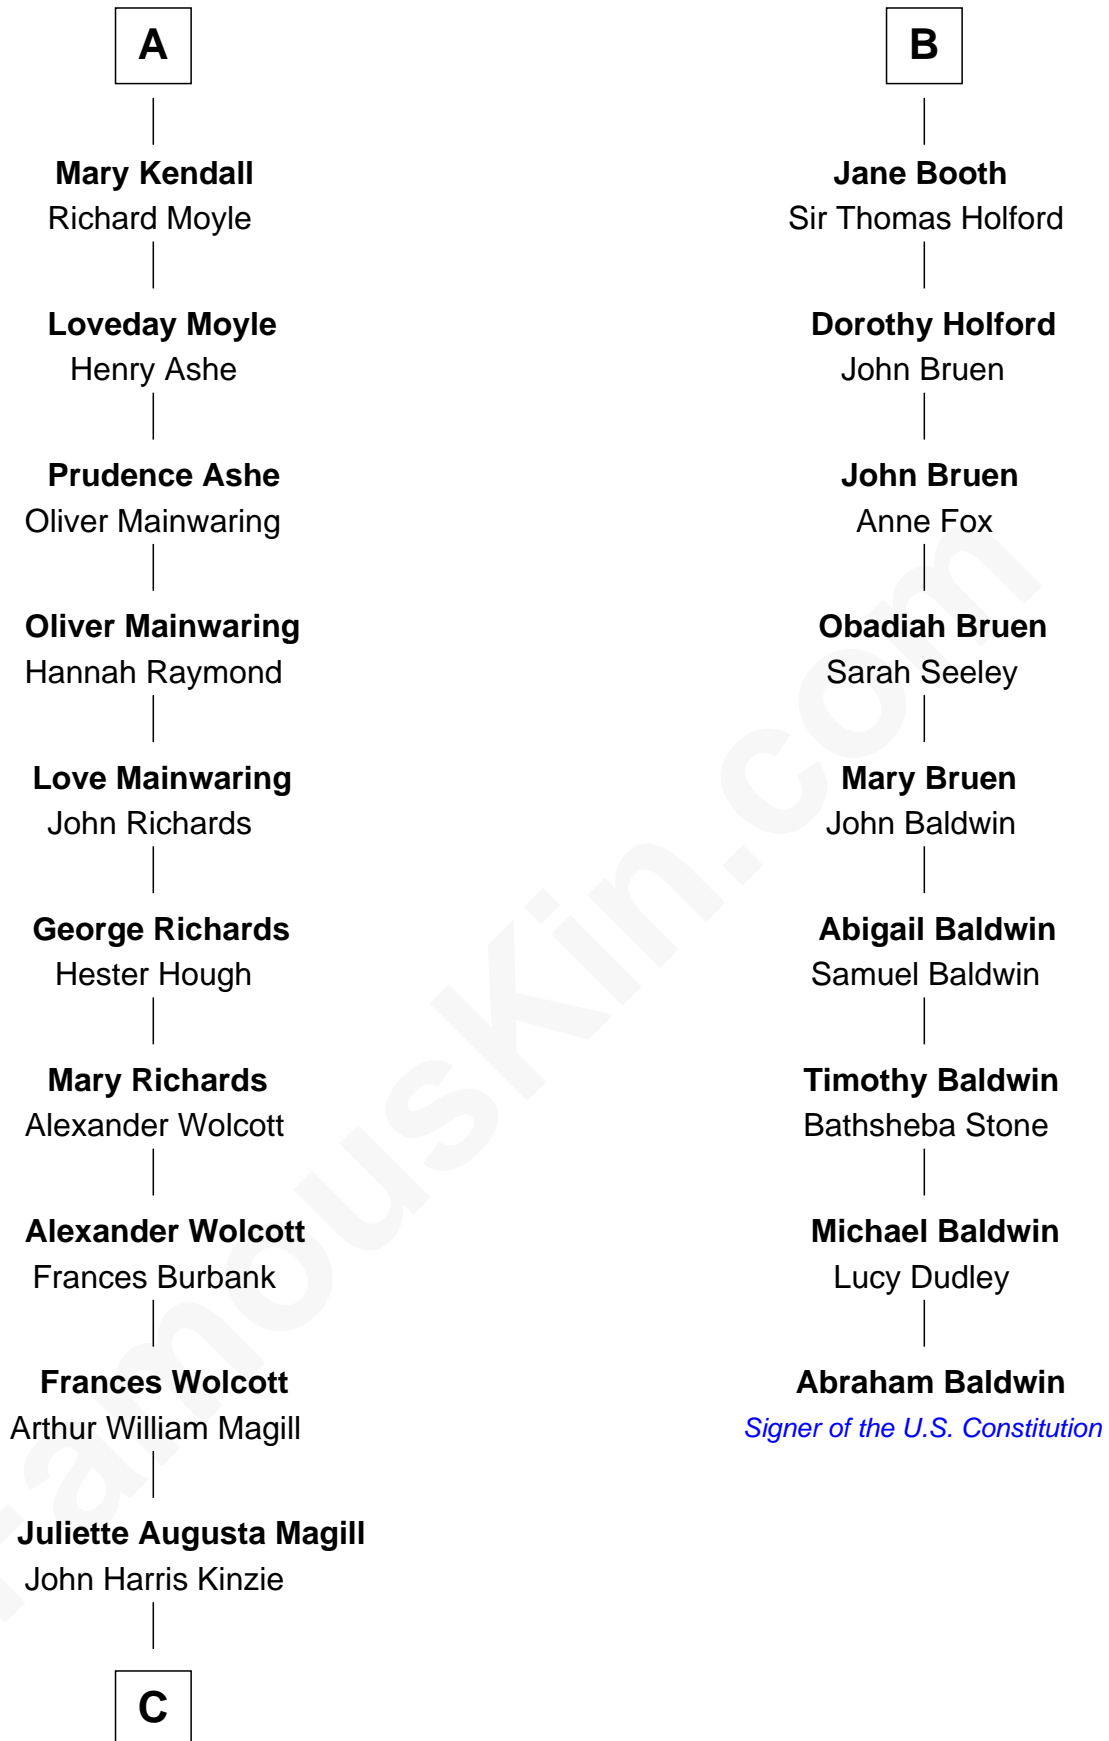 A
Mary Kendall
Richard Moyle
Loveday Moyle
Henry Ashe
Prudence Ashe
Oliver Mainwaring
Oliver Mainwaring
Hannah Raymond
Love Mainwaring
John Richards
George Richards
Hester Hough
Mary Richards
Alexander Wolcott
Alexander Wolcott
Frances Burbank
Frances Wolcott
Arthur William Magill
Juliette Augusta Magill
John Harris Kinzie
C
B
Jane Booth
Sir Thomas Holford
Dorothy Holford
John Bruen
John Bruen
Anne Fox
Obadiah Bruen
Sarah Seeley
Mary Bruen
John Baldwin
Abigail Baldwin
Samuel Baldwin
Timothy Baldwin
Bathsheba Stone
Michael Baldwin
Lucy Dudley
Abraham Baldwin
Signer of the U.S. Constitution
FamousKin.com